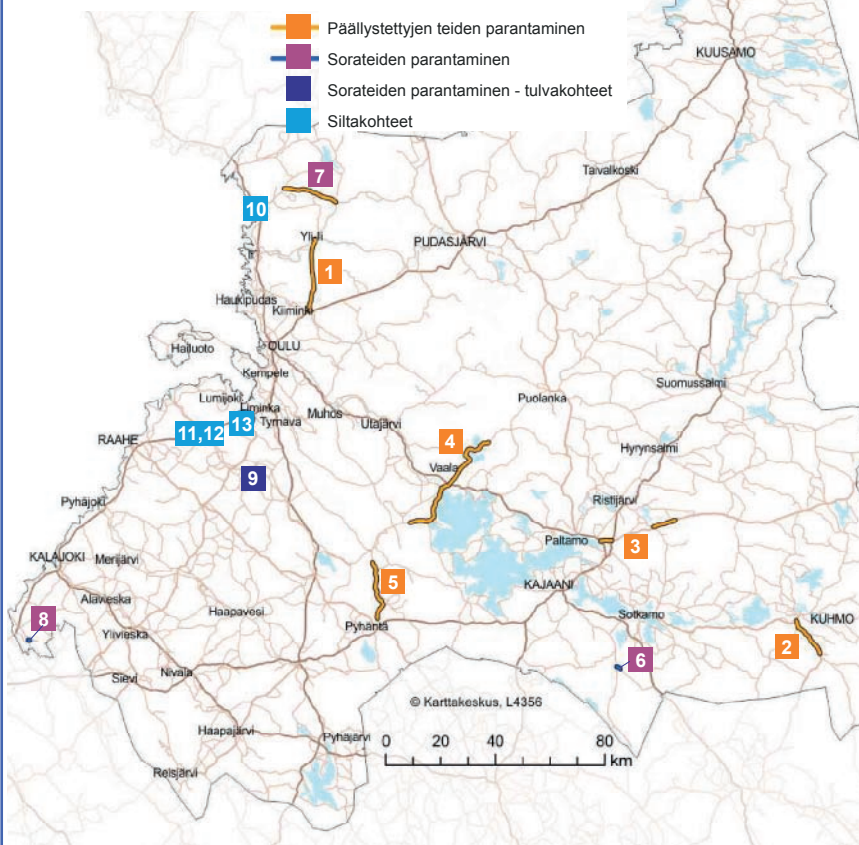 Päällystettyjen teiden parantaminen
Sorateiden parantaminen
Sorateiden parantaminen - tulvakohteet
Siltakohteet
KUUSAMO
Taivalkoski
7
10
Yli-Ii
PUDASJÄRVI
1
Haukipudas
Kiiminki
OULU
Hailuoto
Kempele
Lumijoki
Liminka
Tyrnävä
Muhos
Utajärvi
Puolanka
Suomussalmi
11,12
13
RAAHE
4
Vaala
Hyrynsalmi
9
Pyhäjoki
Ristijärvi
Paltamo
3
KALAJOKI
Merijärvi
5
KAJAANI
Alavieska
Haapavesi
Sotkamo
KUHMO
8
Ylivieska
Pyhäntä
2
6
Sievi
Nivala
© Karttakeskus, L4356
Haapajärvi
Pyhäjärvi
0 20 40 80
km
Reisjärvi